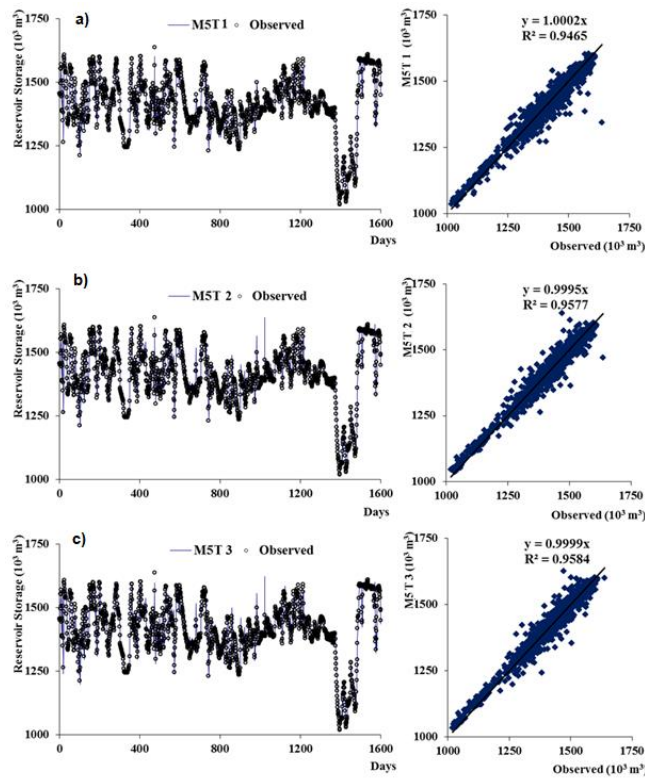 a)
M5T 1 Observed
Reservoir Storage (10³ m³)
1750
1500
1250
1000
0 400 800 1200 1600
Days
y = 1.0002x
R² = 0.9465
M5T 1 (10³ m³)
1750
1500
1250
1000
1000 1250 1500 1750
Observed (10³ m³)
b)
M5T 2 Observed
Reservoir Storage (10³ m³)
1750
1500
1250
1000
0 400 800 1200 1600
Days
y = 0.9995x
R² = 0.9577
M5T 2 (10³ m³)
1750
1500
1250
1000
1000 1250 1500 1750
Observed (10³ m³)
c)
M5T 3 Observed
Reservoir Storage (10³ m³)
1750
1500
1250
1000
0 400 800 1200 1600
Days
y = 0.9999x
R² = 0.9584
M5T 3 (10³ m³)
1750
1500
1250
1000
1000 1250 1500 1750
Observed (10³ m³)